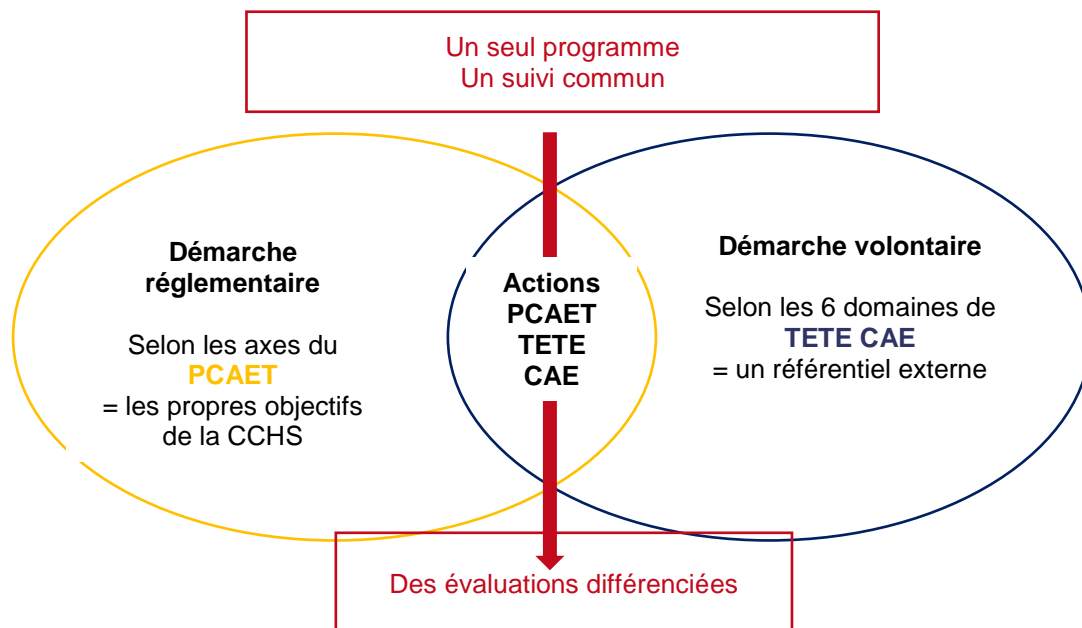 Un seul programme
Un suivi commun
Démarche
réglementaire
Selon les axes du
PCAET
= les propres objectifs
de la CCHS
Actions
PCAET
TETE
CAE
Démarche volontaire
Selon les 6 domaines de
TETE CAE
= un référentiel externe
Des évaluations différenciées